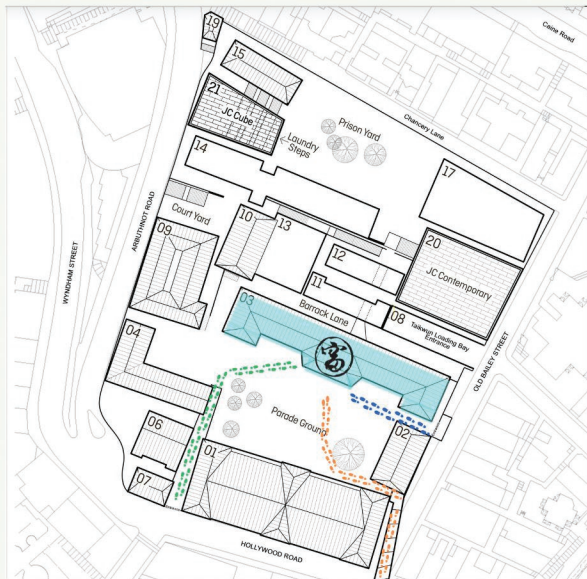 19
Caine Road
15
21
JC Cube
Laundry
Steps
Prison Yard
Chancery Lane
14
17
Court Yard
10
13
20
JC Contemporary
09
12
11
ARBUTHNOT ROAD
WYNDHAM STREET
03
Barrack Lane
08
Taikwun Loading Bay
Entrance
OLD BAILEY STREET
04
Parade Ground
02
06
01
07
HOLLYWOOD ROAD